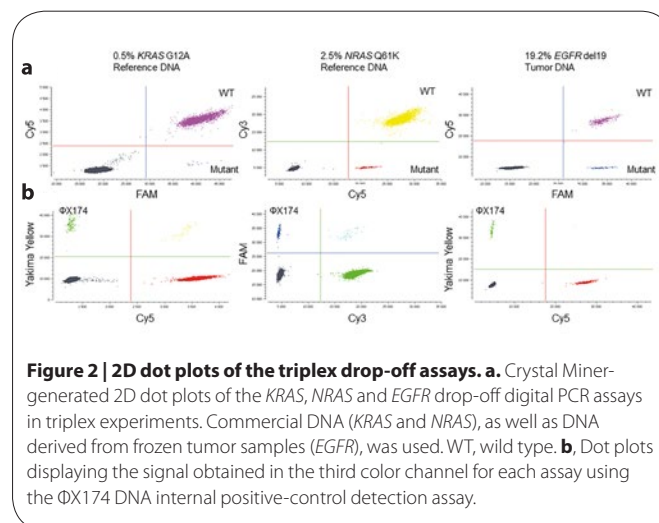 0.5% KRAS G12A
Reference DNA
2.5% NRAS Q61K
Reference DNA
19.2% EGFR del19
Tumor DNA
a
Cy5
WT
Mutant
FAM
Cy3
WT
Mutant
Cy5
Cy5
WT
Mutant
FAM
b
ΦX174
Yakima Yellow
Cy5
ΦX174
FAM
Cy3
ΦX174
Yakima Yellow
Cy5
Figure 2 | 2D dot plots of the triplex drop-off assays. a. Crystal Miner-
generated 2D dot plots of the KRAS, NRAS and EGFR drop-off digital PCR assays
in triplex experiments. Commercial DNA (KRAS and NRAS), as well as DNA
derived from frozen tumor samples (EGFR), was used. WT, wild type. b, Dot plots
displaying the signal obtained in the third color channel for each assay using
the ΦX174 DNA internal positive-control detection assay.